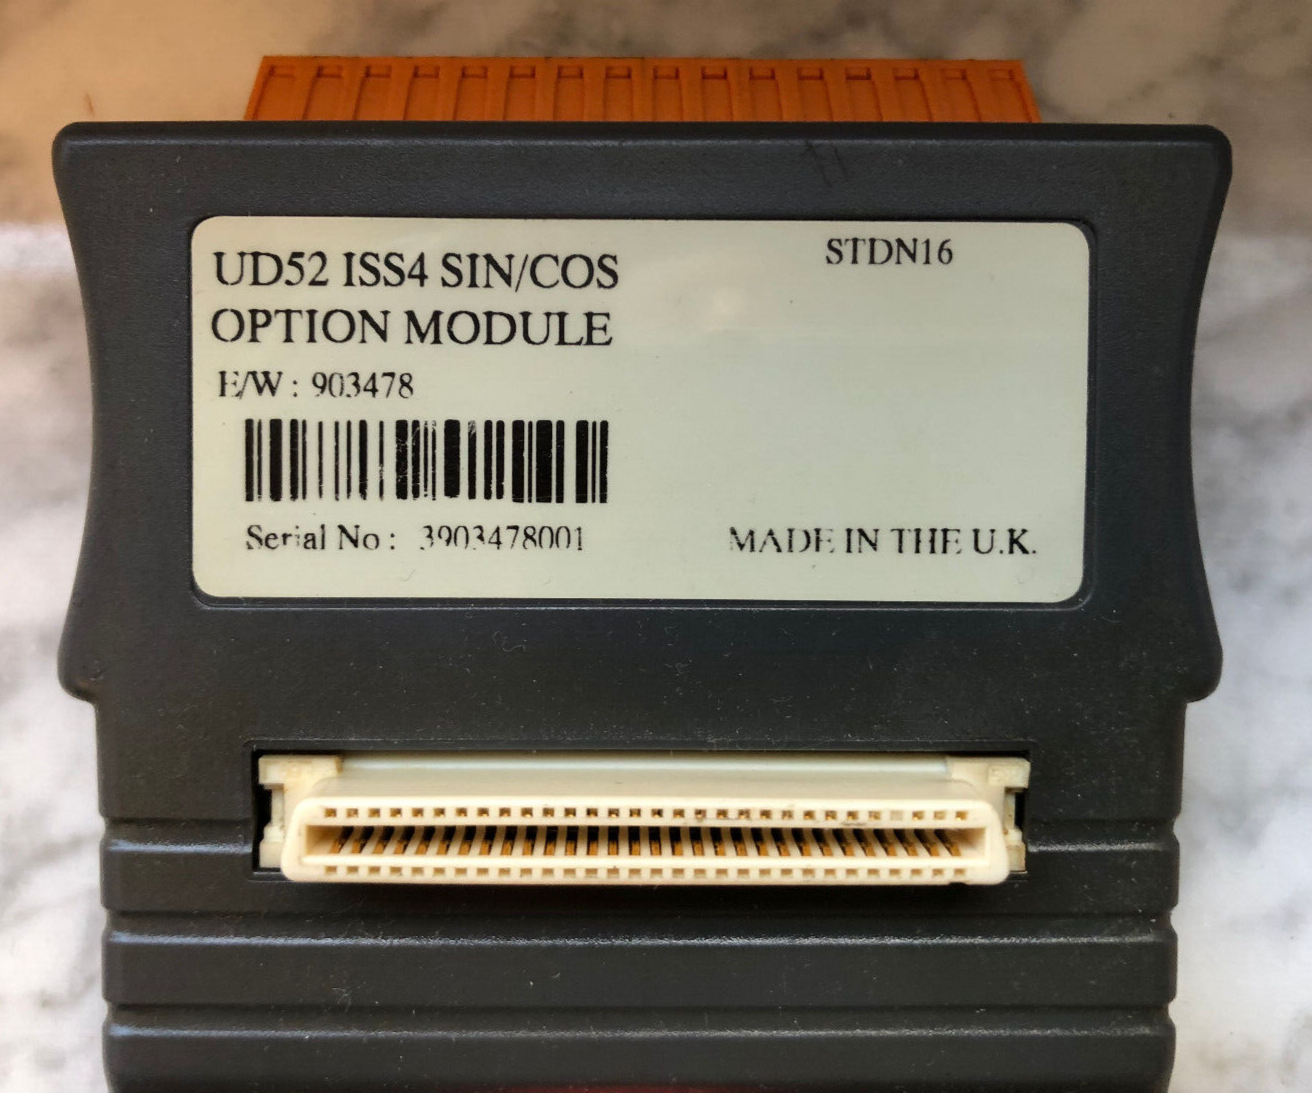 UD52 ISS4 SIN/COS
OPTION MODULE
STDN16
E/W : 903478
Serial No : 3903478001
MADE IN THE U.K.